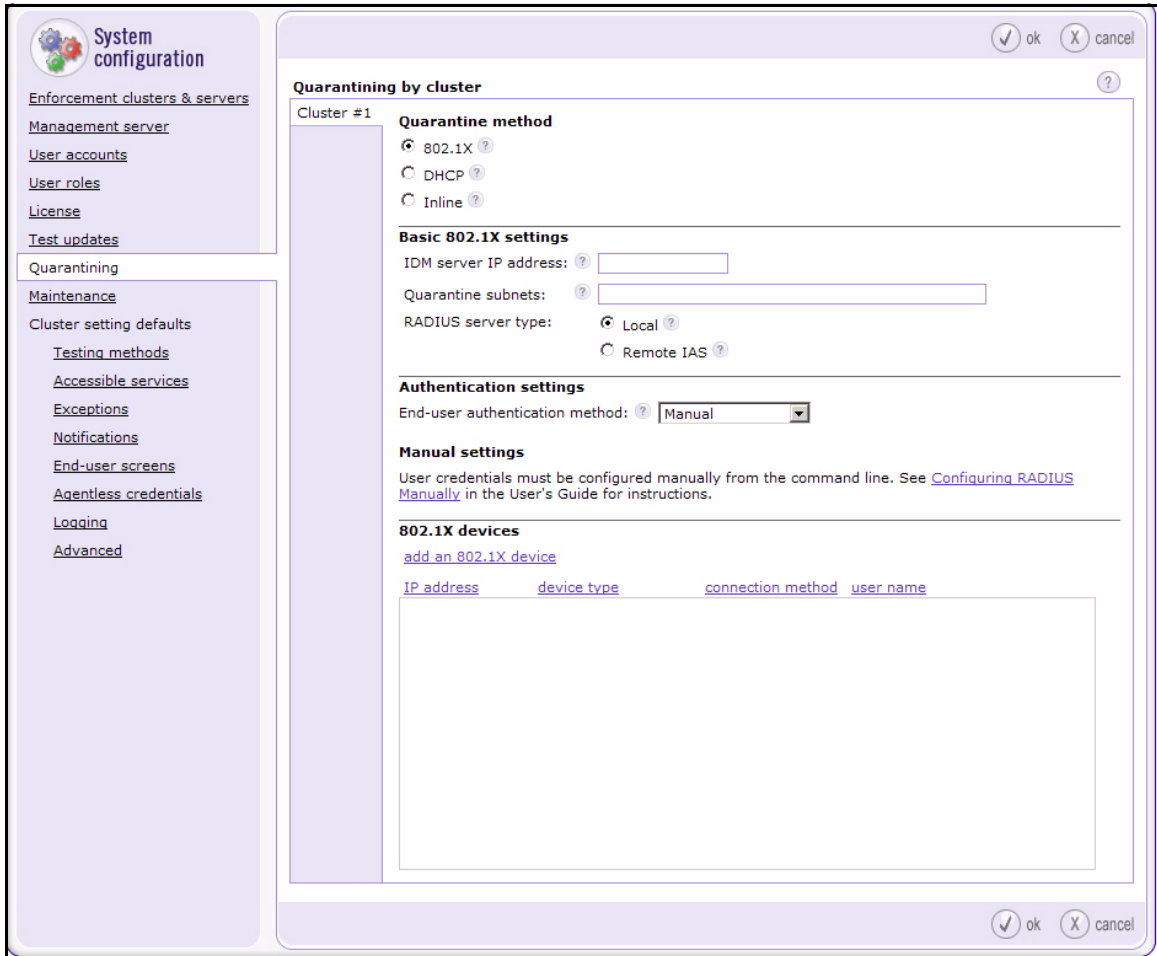 System
configuration
Enforcement clusters & servers
Management server
User accounts
User roles
License
Test updates
Quarantining
Maintenance
Cluster setting defaults
Testing methods
Accessible services
Exceptions
Notifications
End-user screens
Agentless credentials
Logging
Advanced
ok cancel
Quarantining by cluster ?
Cluster #1
Quarantine method
802.1X ?
DHCP ?
Inline ?
Basic 802.1X settings
IDM server IP address: ?
Quarantine subnets: ?
RADIUS server type: Local ?
Remote IAS ?
Authentication settings
End-user authentication method: ? Manual
Manual settings
User credentials must be configured manually from the command line. See Configuring RADIUS
Manually in the User's Guide for instructions.
802.1X devices
add an 802.1X device
IP address device type connection method user name
ok cancel